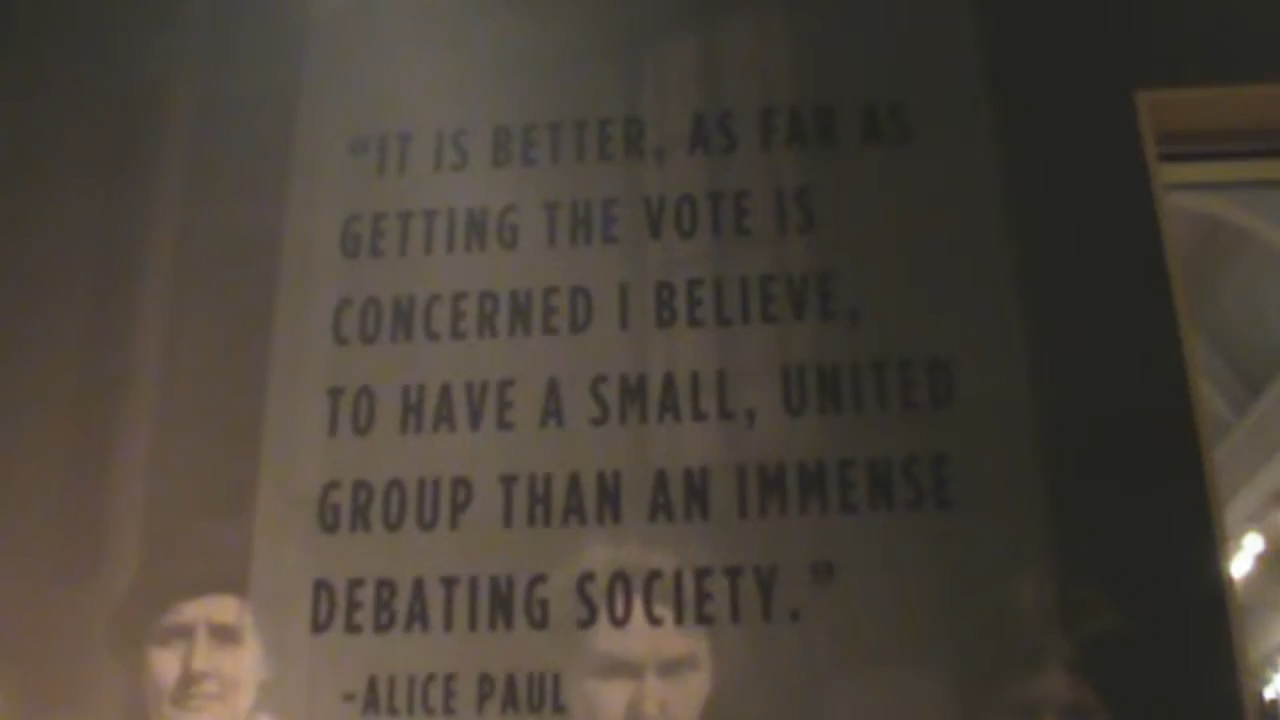 “IT IS BETTER, AS FAR AS
GETTING THE VOTE IS
CONCERNED I BELIEVE,
TO HAVE A SMALL, UNITED
GROUP THAN AN IMMENSE
DEBATING SOCIETY.”
-ALICE PAUL